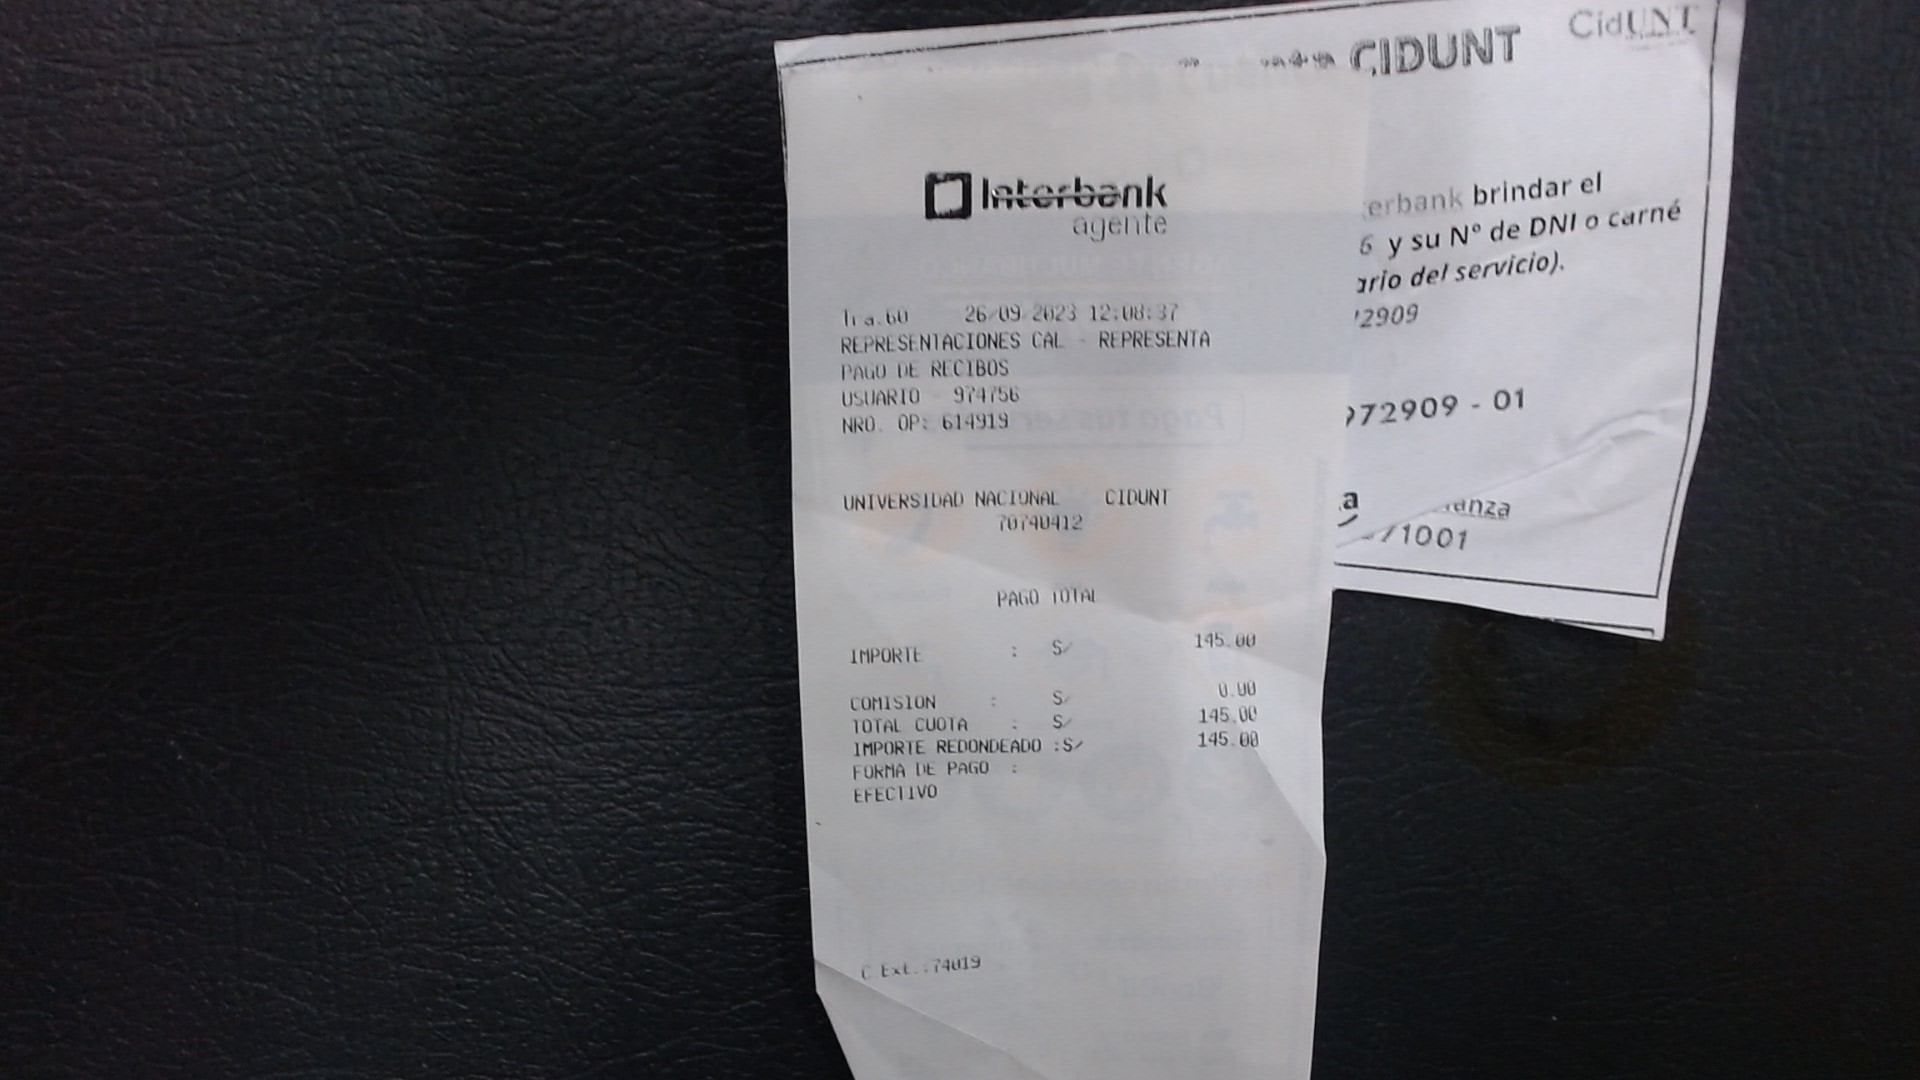 CidUNT
CIDUNT
erbank brindar el
6 y su N° de DNI o carné
ario del servicio).
2909
972909 - 01
a
anza
71001
Interbank
agente
Tra.60 26/09/2023 12:08:37
REPRESENTACIONES CAL - REPRESENTA
PAGO DE RECIBOS
USUARIO - 974756
NRO. OP: 614919
UNIVERSIDAD NACIONAL CIDUNT
70740412
PAGO TOTAL
IMPORTE : S/ 145.00
COMISION : S/ 0.00
TOTAL CUOTA : S/ 145.00
IMPORTE REDONDEADO :S/ 145.00
FORMA DE PAGO :
EFECTIVO
C Ext.:74019